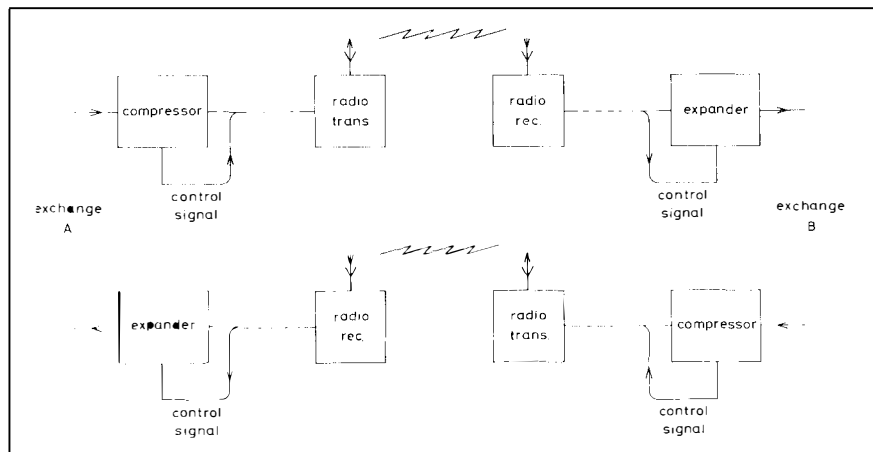 compressor
control
signal
radio
trans
radio
rec.
expander
control
signal
exchange
A
exchange
B
expander
control
signal
radio
rec.
radio
trans.
compressor
control
signal